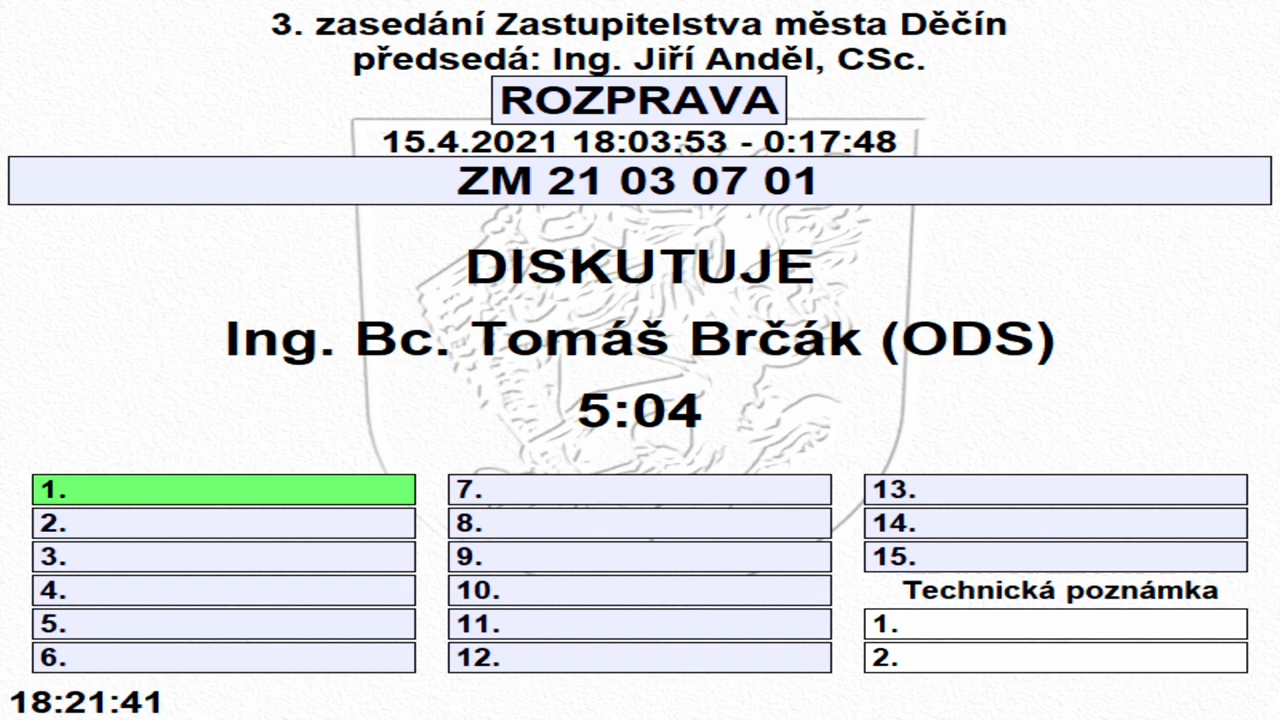 3. zasedání Zastupitelstva města Děčín
předsedá: Ing. Jiří Anděl, CSc.
ROZPRAVA
15.4.2021 18:03:53 - 0:17:48
ZM 21 03 07 01
DISKUTUJE
Ing. Bc. Tomáš Brčák (ODS)
5:04
1.
2.
3.
4.
5.
6.
7.
8.
9.
10.
11.
12.
13.
14.
15.
Technická poznámka
1.
2.
18:21:41